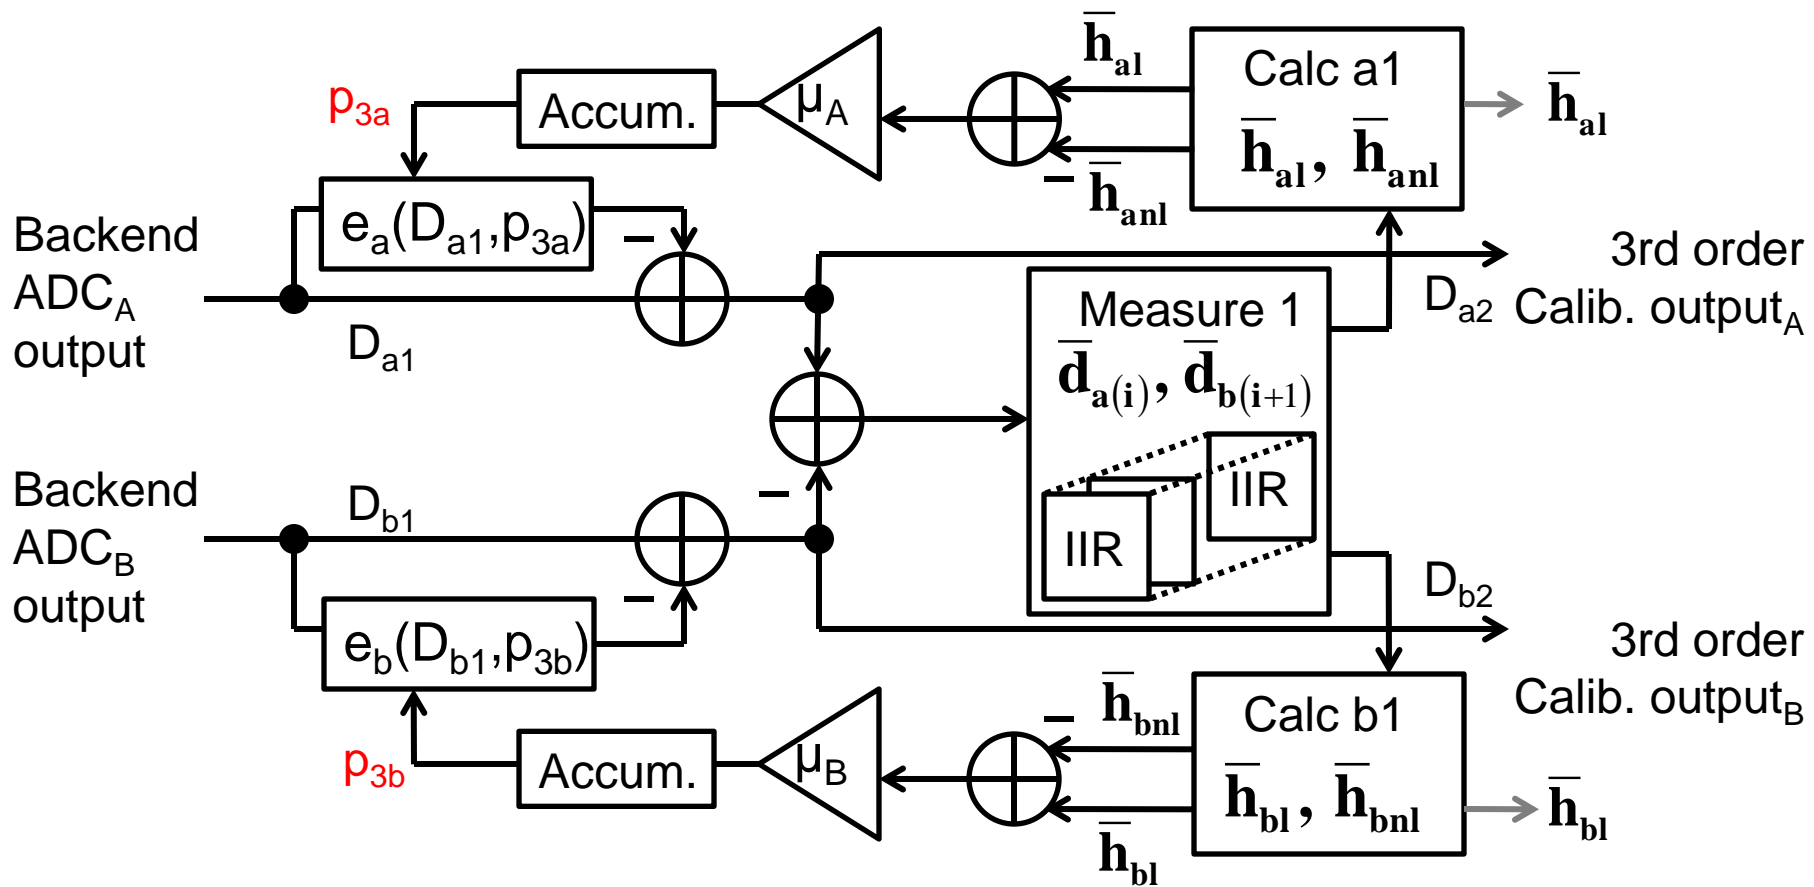 h̅al
Calc a1
h̅al, h̅anl
h̅al
μA
Accum.
p3a
− h̅anl
ea(Da1,p3a)
−
Backend
ADCA
output
Da1
3rd order
Calib. outputA
Da2
Measure 1
d̅a(i), d̅b(i+1)
IIR
IIR
−
Backend
ADCB
output
Db1
−
eb(Db1,p3b)
Db2
3rd order
Calib. outputB
− h̅bnl
Calc b1
h̅bl, h̅bnl
h̅bl
μB
Accum.
p3b
h̅bl